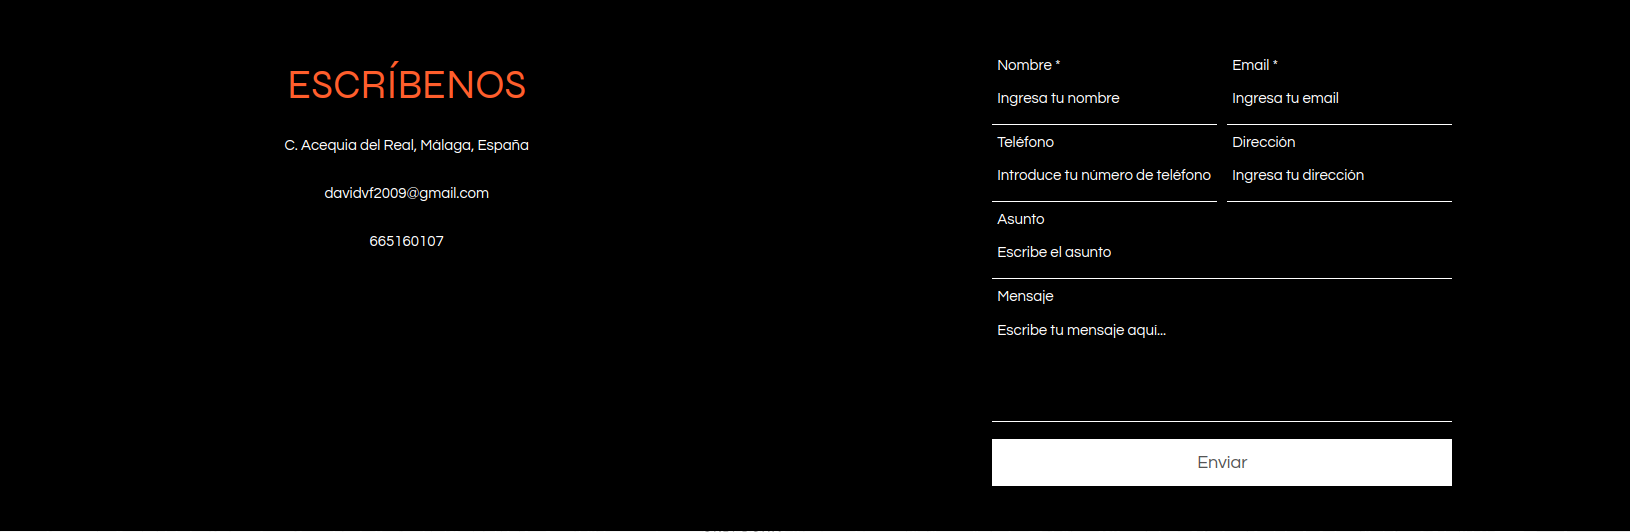 ESCRÍBENOS
C. Acequia del Real, Málaga, España
davidvf2009@gmail.com
665160107
Nombre *
Email *
Ingresa tu nombre
Ingresa tu email
Teléfono
Dirección
Introduce tu número de teléfono
Ingresa tu dirección
Asunto
Escribe el asunto
Mensaje
Escribe tu mensaje aquí...
Enviar